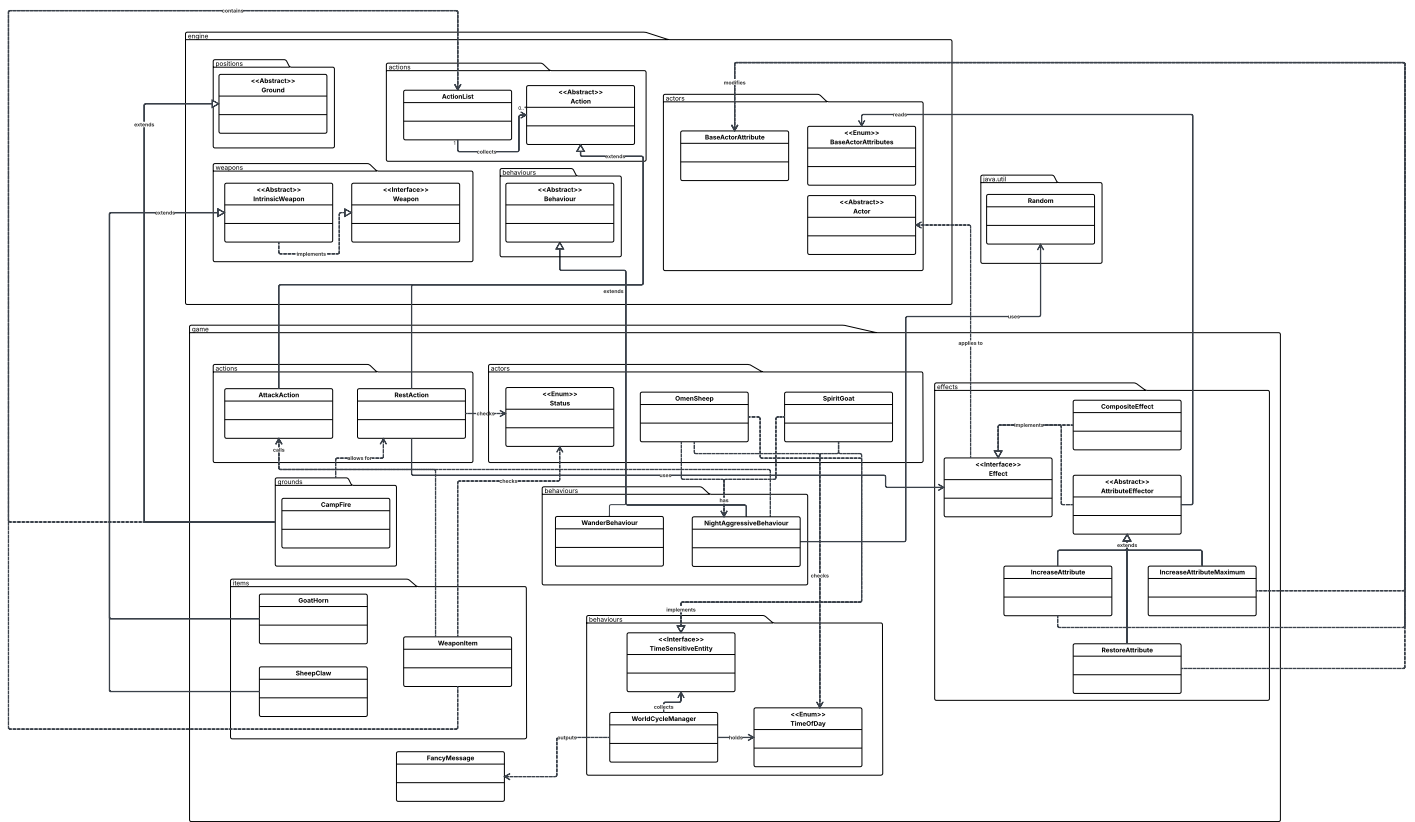 contains
engine
positions
<<Abstract>>
Ground
extends
actions
ActionList
<<Abstract>>
Action
0..*
1
collects
extends
modifies
actors
BaseActorAttribute
reads
<<Enum>>
BaseActorAttributes
<<Abstract>>
Actor
weapons
<<Abstract>>
IntrinsicWeapon
<<Interface>>
Weapon
extends
implements
behaviours
<<Abstract>>
Behaviour
extends
java.util
Random
uses
applies to
game
actions
AttackAction
RestAction
checks
calls
allows for
actors
<<Enum>>
Status
OmenSheep
SpiritGoat
effects
CompositeEffect
implements
<<Interface>>
Effect
<<Abstract>>
AttributeEffector
extends
IncreaseAttribute
IncreaseAttributeMaximum
RestoreAttribute
uses
checks
grounds
CampFire
behaviours
has
WanderBehaviour
NightAggressiveBehaviour
checks
items
GoatHorn
SheepClaw
WeaponItem
implements
behaviours
<<Interface>>
TimeSensitiveEntity
collects
WorldCycleManager
holds
<<Enum>>
TimeOfDay
outputs
FancyMessage